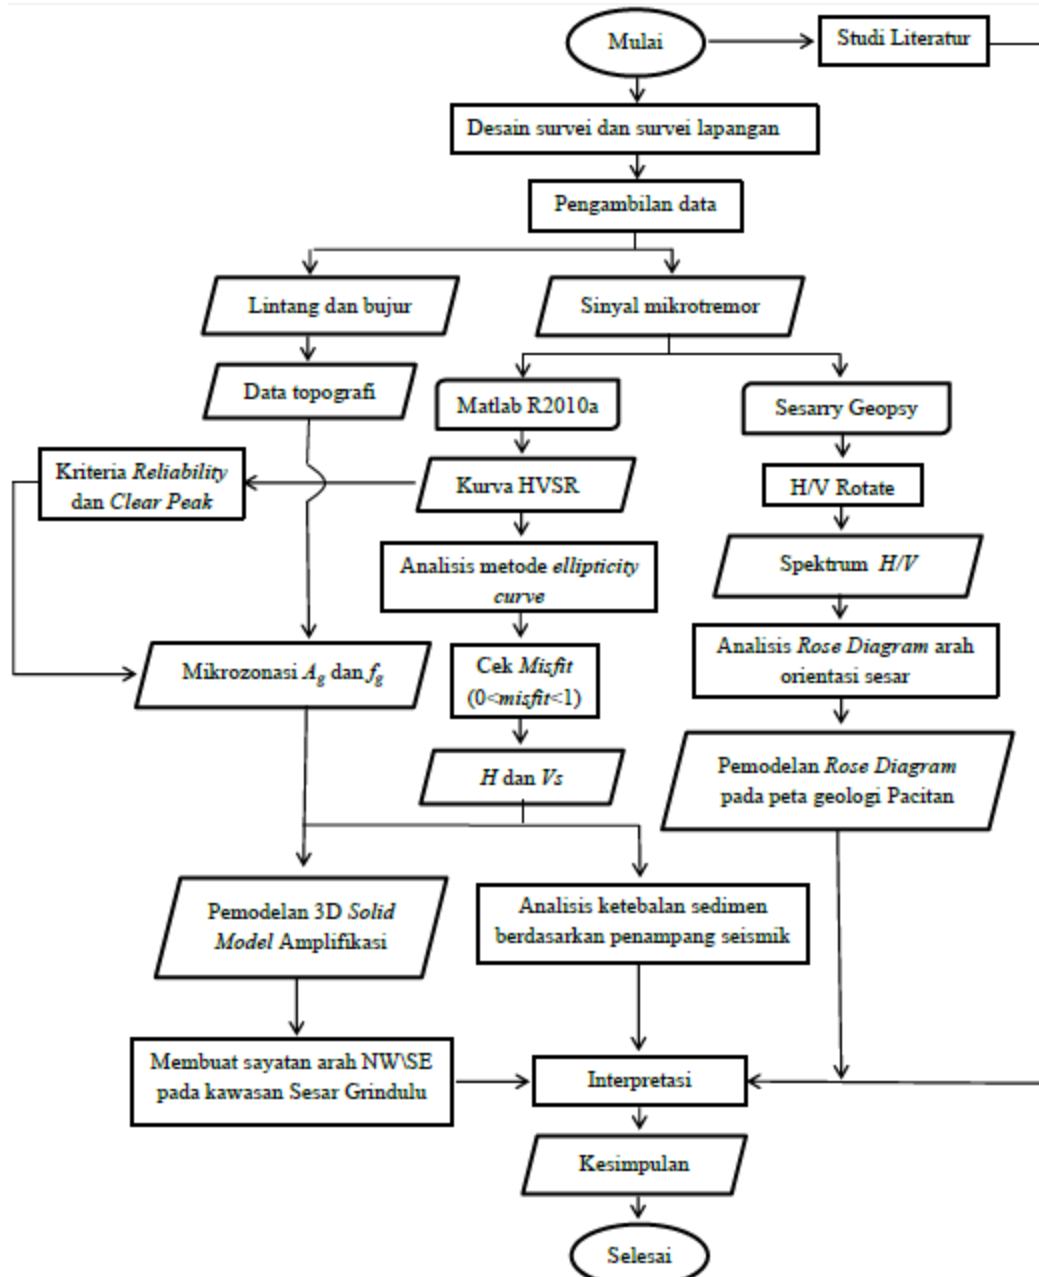 Mulai
Studi Literatur
Desain survei dan survei lapangan
Pengambilan data
Lintang dan bujur
Sinyal mikrotremor
Data topografi
Matlab R2010a
Sesarry Geopsy
Kriteria Reliability
dan Clear Peak
Kurva HVSR
H/V Rotate
Analisis metode ellipticity
curve
Spektrum H/V
Mikrozonasi Ag dan fg
Cek Misfit
(0<misfit<1)
Analisis Rose Diagram arah
orientasi sesar
H dan Vs
Pemodelan Rose Diagram
pada peta geologi Pacitan
Pemodelan 3D Solid
Model Amplifikasi
Analisis ketebalan sedimen
berdasarkan penampang seismik
Membuat sayatan arah NW\SE
pada kawasan Sesar Grindulu
Interpretasi
Kesimpulan
Selesai